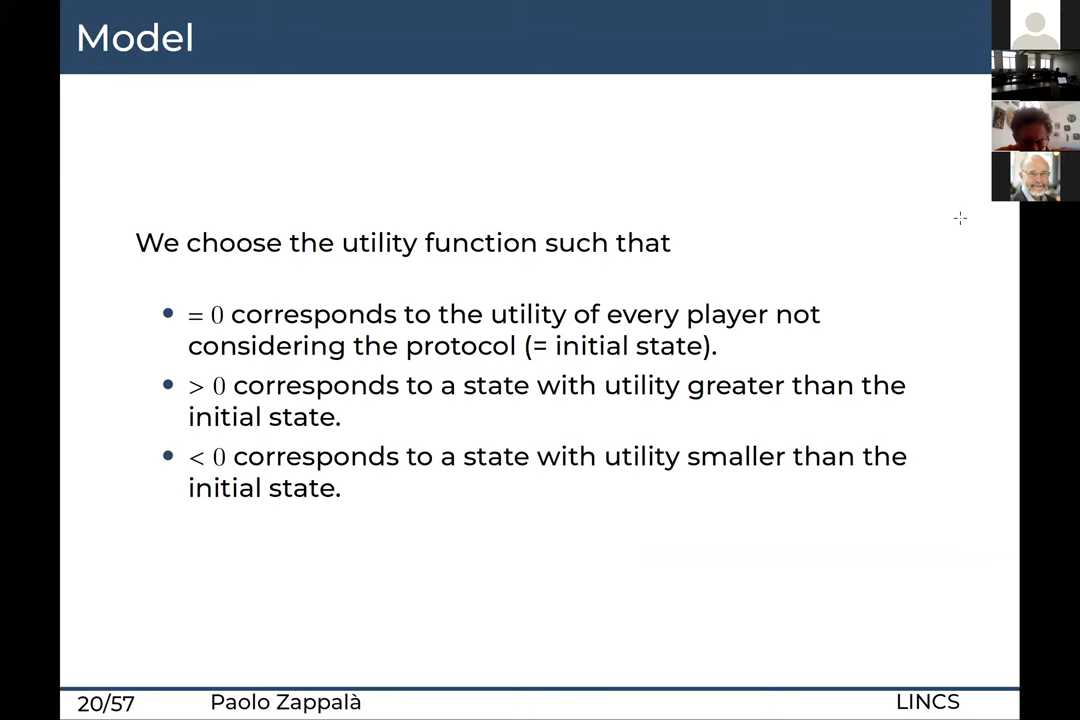 Model
We choose the utility function such that
• = 0 corresponds to the utility of every player not
considering the protocol (= initial state).
• > 0 corresponds to a state with utility greater than the
initial state.
• < 0 corresponds to a state with utility smaller than the
initial state.
20/57 Paolo Zappalà LINCS